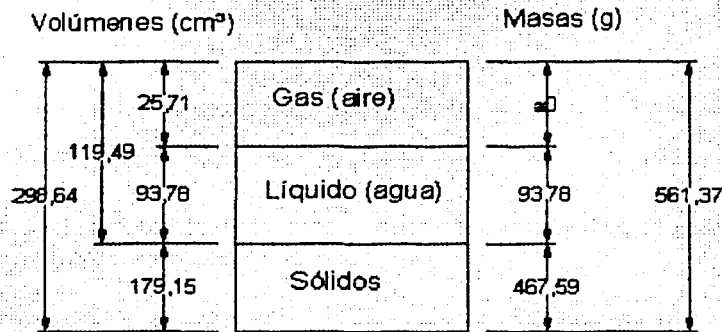 Volúmenes (cm³)
Masas (g)
25,71
Gas (aire)
119,49
298,64
93,78
Líquido (agua)
93,78
561,37
179,15
Sólidos
467,59